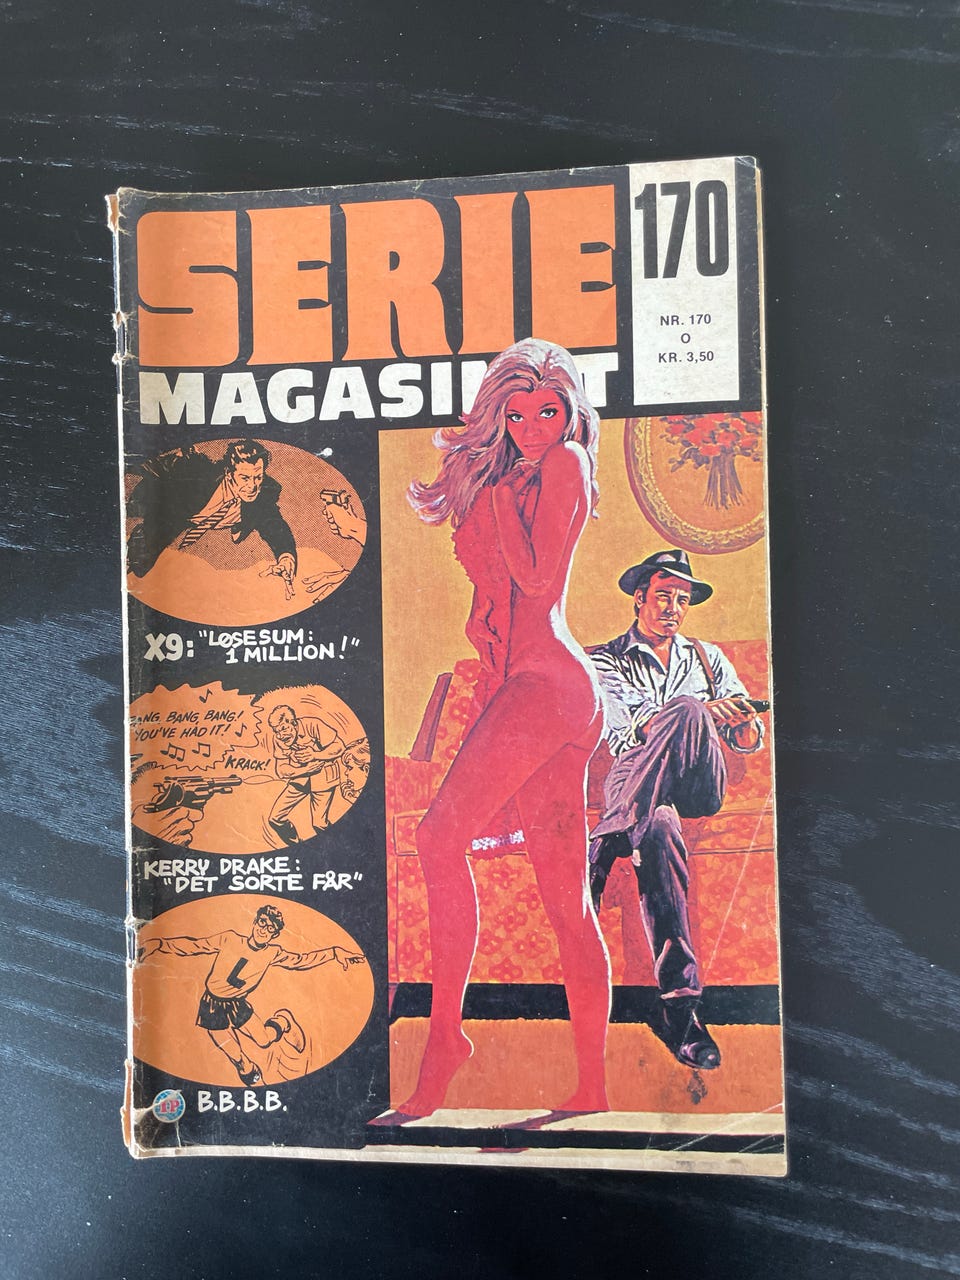 SERIE
170
NR. 170
O
KR. 3,50
X9: "LØSESUM:
1 MILLION!"
BANG, BANG, BANG!
YOU'VE HAD IT!
KRACK!
KERRY DRAKE:
"DET SORTE FÅR"
L
B.B.B.B.